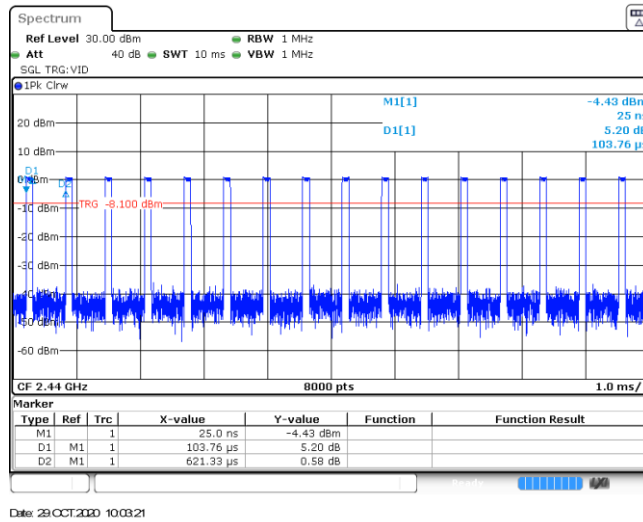 Spectrum
Ref Level 30.00 dBm RBW 1 MHz
Att 40 dB SWT 10 ms VBW 1 MHz
SGL TRG:VID
1Pk Clrw
M1[1] -4.43 dBm
25 ns
D1[1] 5.20 dB
103.76 µs
20 dBm
10 dBm
D1
0 dBm
D2
TRG -8.100 dBm
-10 dBm
-20 dBm
-30 dBm
-40 dBm
-50 dBm
-60 dBm
CF 2.44 GHz 8000 pts 1.0 ms/
Marker
Type Ref Trc X-value Y-value Function Function Result
M1 1 25.0 ns -4.43 dBm
D1 M1 1 103.76 µs 5.20 dB
D2 M1 1 621.33 µs 0.58 dB
Ready
Date: 29.OCT.2020 10:03:21